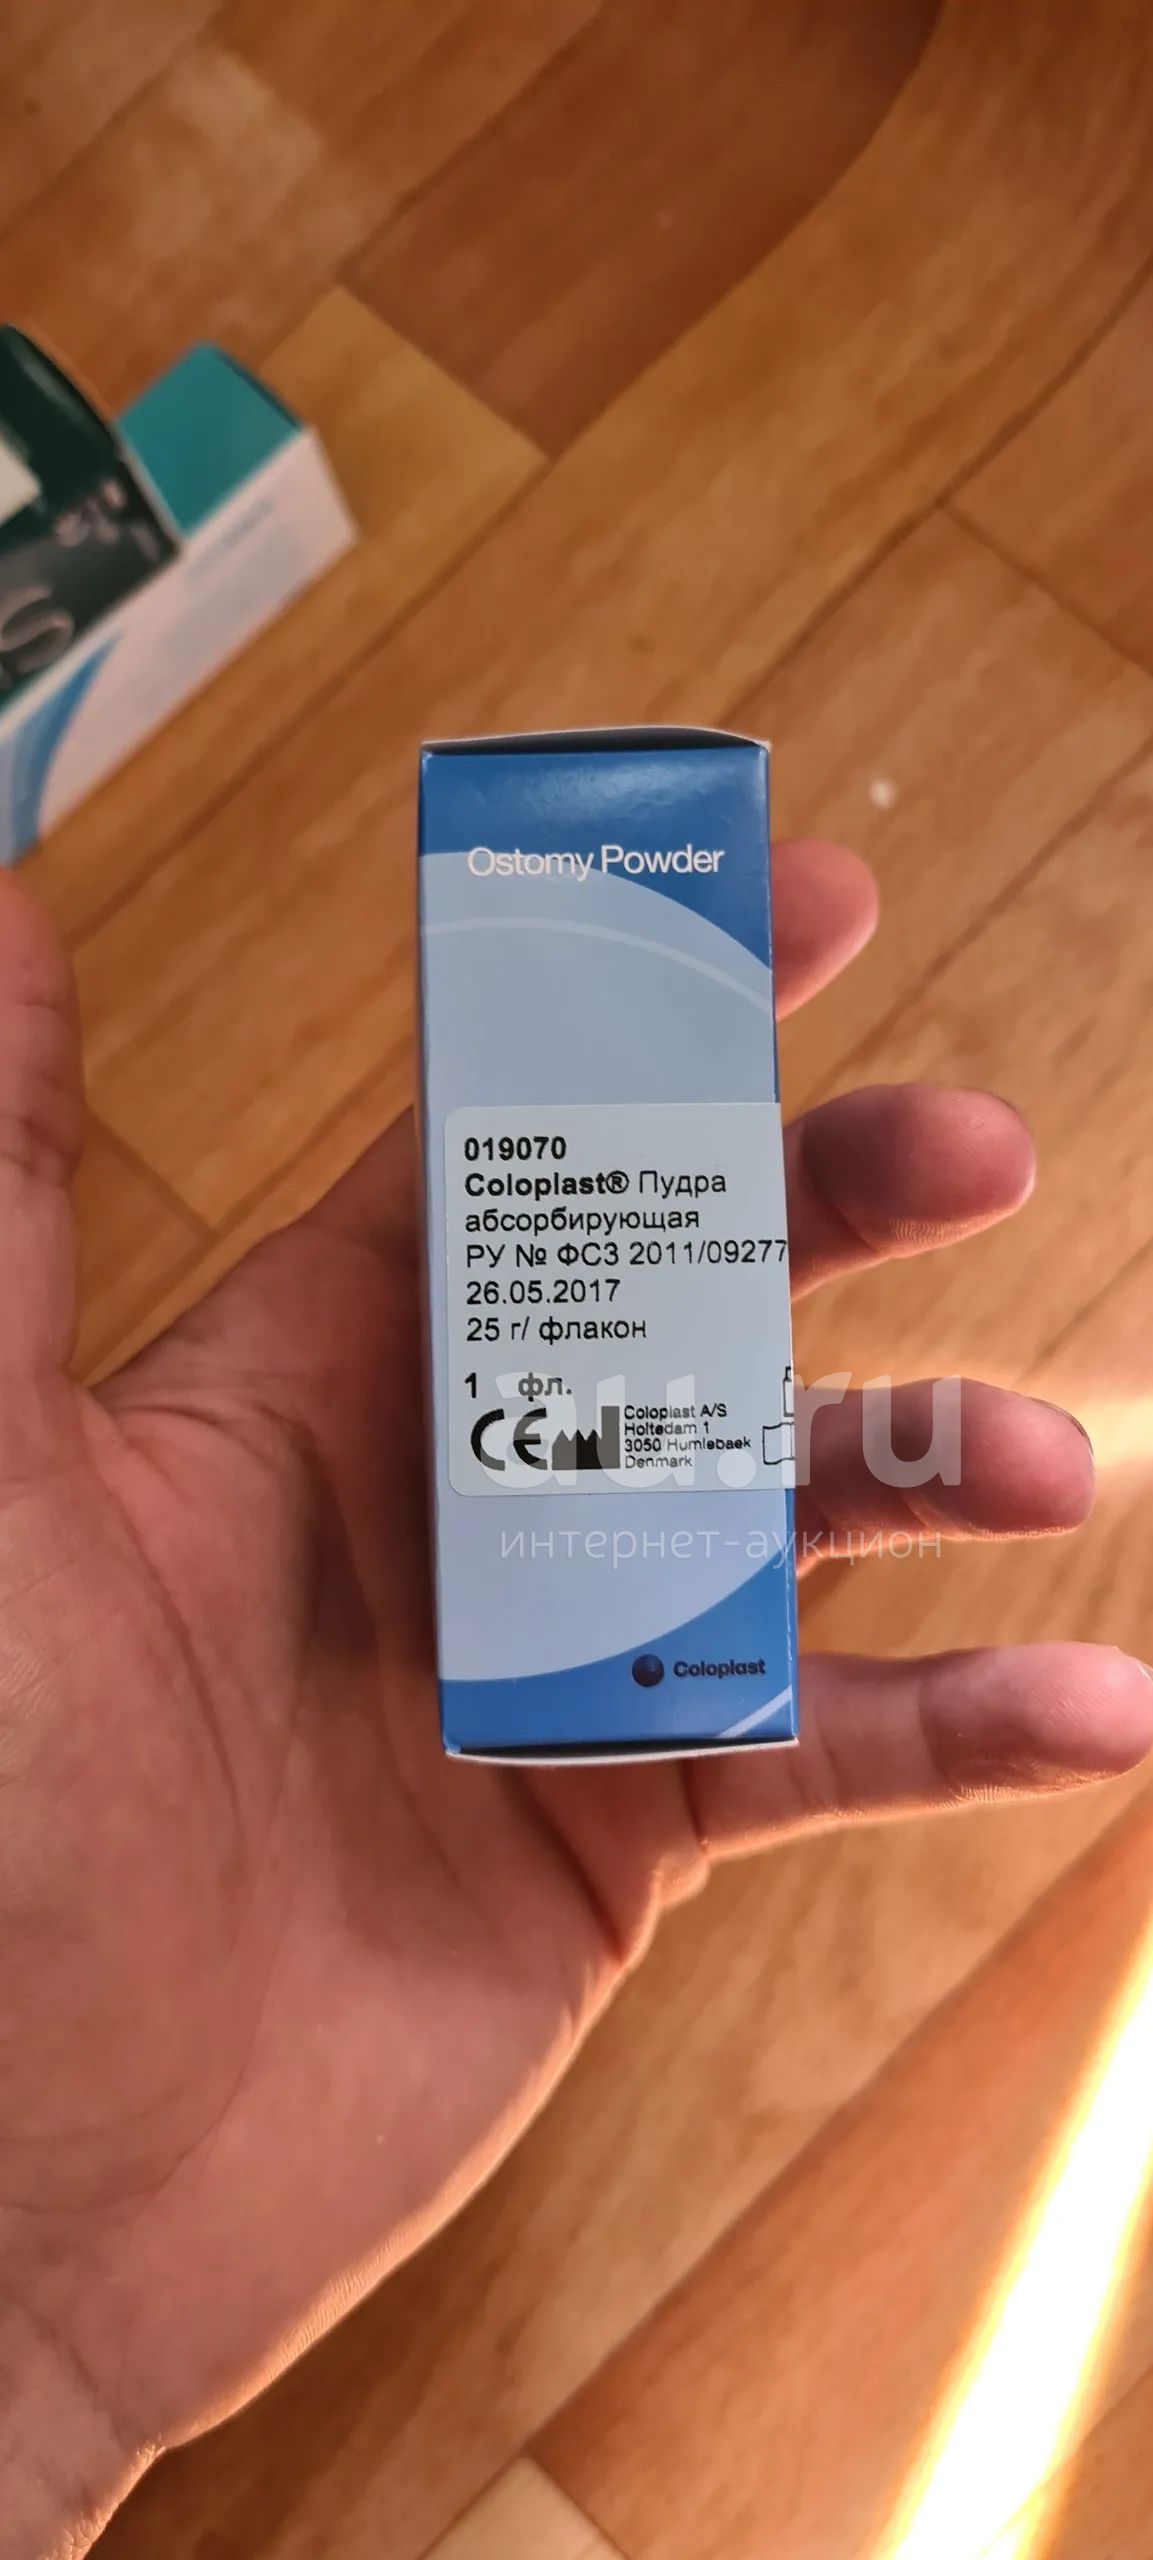 Ostomy Powder
019070
Coloplast® Пудра
абсорбирующая
РУ № ФСЗ 2011/09277
26.05.2017
25 г/ флакон
1 фл.
CE
Coloplast A/S
Holtedam 1
3050 Humlebaek
Denmark
au.ru
интернет-аукцион
Coloplast